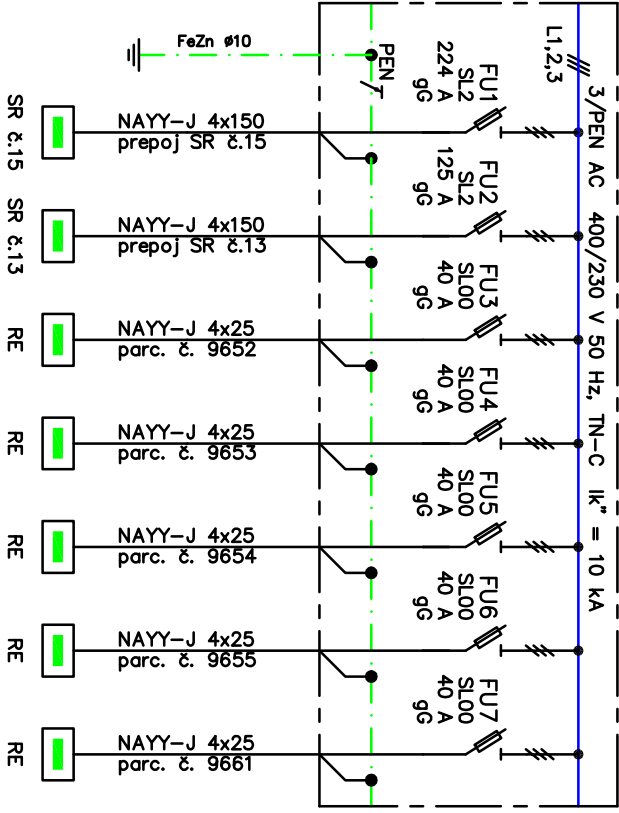 3/PEN AC 400/230 V 50 Hz, TN-C Ik" = 10 kA
L1,2,3
PEN
FeZn ø10
FU1
SL2
224 A
gG
NAYY-J 4x150
prepoj SR č.15
SR č.15
FU2
SL2
125 A
gG
NAYY-J 4x150
prepoj SR č.13
SR č.13
FU3
SL00
40 A
gG
NAYY-J 4x25
parc. č. 9652
RE
FU4
SL00
40 A
gG
NAYY-J 4x25
parc. č. 9653
RE
FU5
SL00
40 A
gG
NAYY-J 4x25
parc. č. 9654
RE
FU6
SL00
40 A
gG
NAYY-J 4x25
parc. č. 9655
RE
FU7
SL00
40 A
gG
NAYY-J 4x25
parc. č. 9661
RE